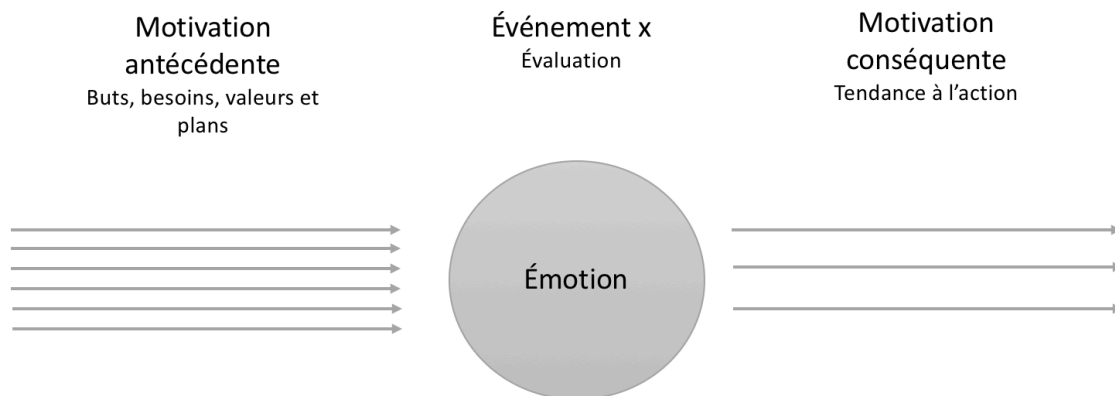 Motivation
antécédente
Buts, besoins, valeurs et
plans
Événement x
Évaluation
Motivation
conséquente
Tendance à l’action
Émotion